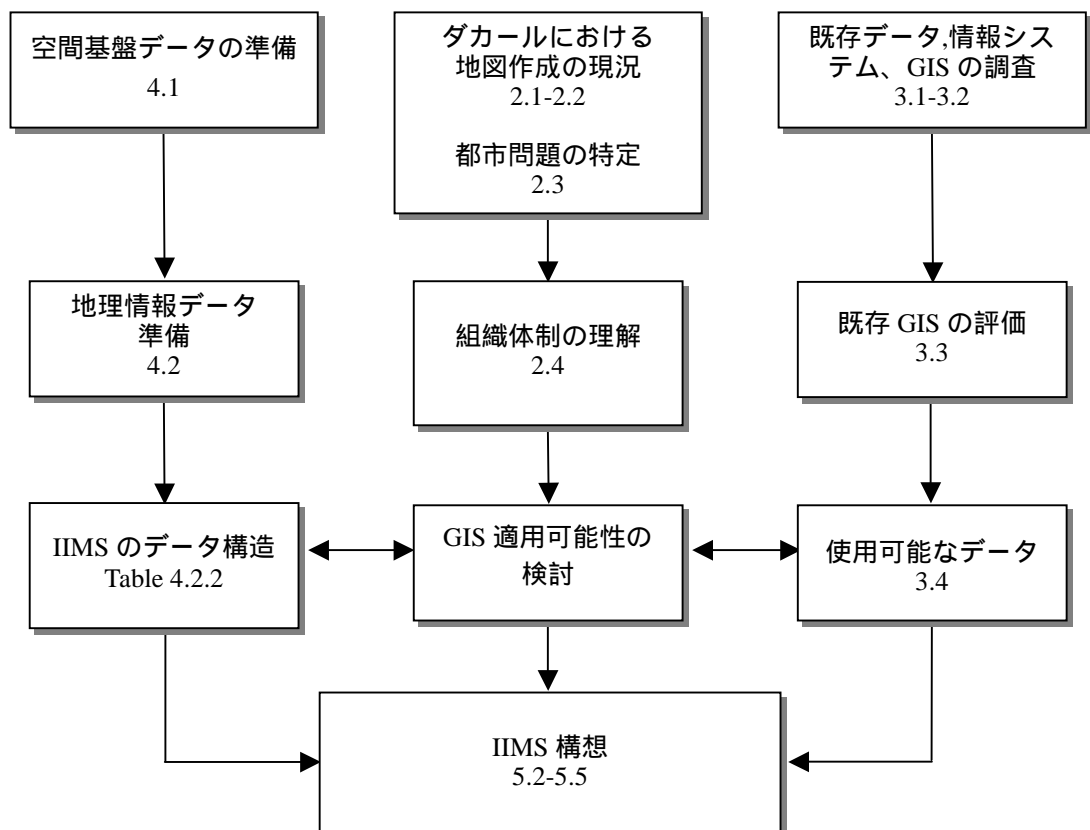 空間基盤データの準備
4.1
ダカールにおける
地図作成の現況
2.1-2.2
都市問題の特定
2.3
既存データ,情報シス
テム、GIS の調査
3.1-3.2
地理情報データ
準備
4.2
組織体制の理解
2.4
既存 GIS の評価
3.3
IIMS のデータ構造
Table 4.2.2
GIS 適用可能性の
検討
使用可能なデータ
3.4
IIMS 構想
5.2-5.5